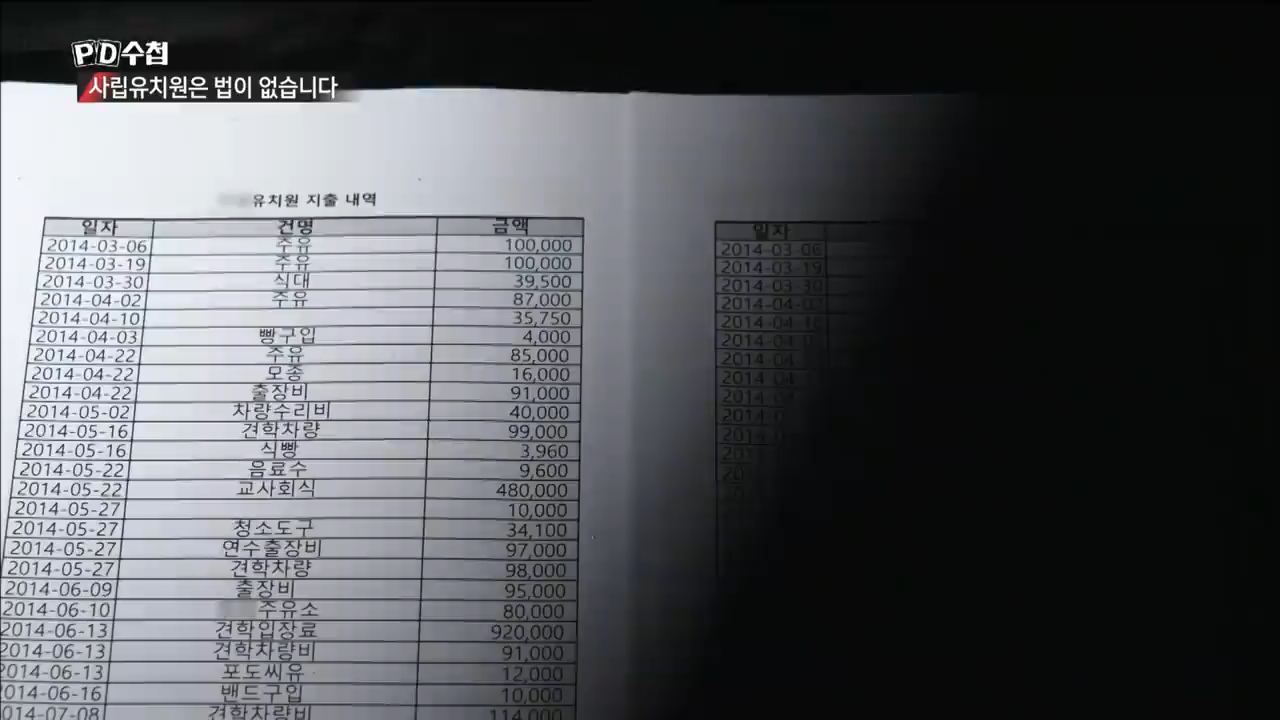 PD수첩
사립유치원은 법이 없습니다
유치원 지출 내역
일자 건명 금액
2014-03-06 주유 100,000
2014-03-19 주유 100,000
2014-03-30 식대 39,500
2014-04-02 주유 87,000
2014-04-10 35,750
2014-04-03 빵구입 4,000
2014-04-22 주유 85,000
2014-04-22 모종 16,000
2014-04-22 출장비 91,000
2014-05-02 차량수리비 40,000
2014-05-16 견학차량 99,000
2014-05-16 식빵 3,960
2014-05-22 음료수 9,600
2014-05-22 교사회식 480,000
2014-05-27 10,000
2014-05-27 청소도구 34,100
2014-05-27 연수출장비 97,000
2014-05-27 견학차량 98,000
2014-06-09 출장비 95,000
2014-06-10 주유소 80,000
2014-06-13 견학입장료 920,000
2014-06-13 견학차량비 91,000
2014-06-13 포도씨유 12,000
2014-06-16 밴드구입 10,000
014-07-08 견학차량비 114,000
일자
2014-03-06
2014-03-19
2014-03-30